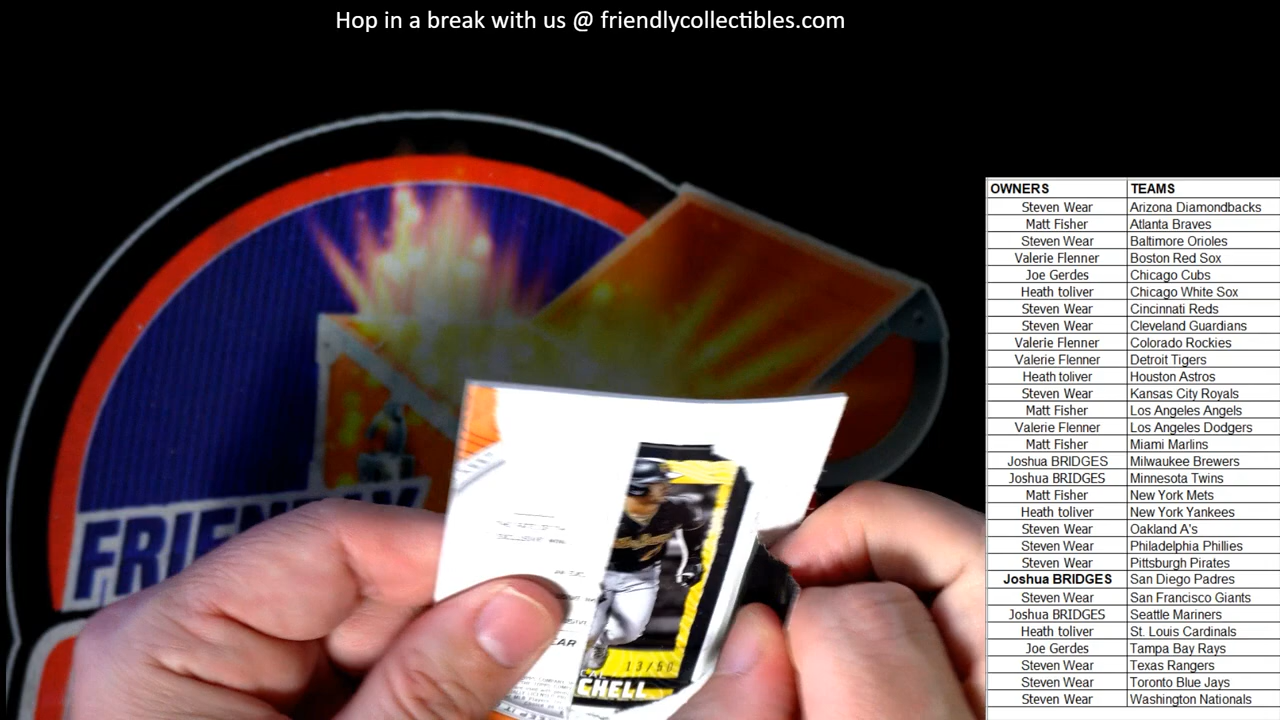 Hop in a break with us @ friendlycollectibles.com
OWNERS TEAMS
Steven Wear Arizona Diamondbacks
Matt Fisher Atlanta Braves
Steven Wear Baltimore Orioles
Valerie Flenner Boston Red Sox
Joe Gerdes Chicago Cubs
Heath toliver Chicago White Sox
Steven Wear Cincinnati Reds
Steven Wear Cleveland Guardians
Valerie Flenner Colorado Rockies
Valerie Flenner Detroit Tigers
Heath toliver Houston Astros
Steven Wear Kansas City Royals
Matt Fisher Los Angeles Angels
Valerie Flenner Los Angeles Dodgers
Matt Fisher Miami Marlins
Joshua BRIDGES Milwaukee Brewers
Joshua BRIDGES Minnesota Twins
Matt Fisher New York Mets
Heath toliver New York Yankees
Steven Wear Oakland A's
Steven Wear Philadelphia Phillies
Steven Wear Pittsburgh Pirates
Joshua BRIDGES San Diego Padres
Steven Wear San Francisco Giants
Joshua BRIDGES Seattle Mariners
Heath toliver St. Louis Cardinals
Joe Gerdes Tampa Bay Rays
Steven Wear Texas Rangers
Steven Wear Toronto Blue Jays
Steven Wear Washington Nationals
13/50
CHELL